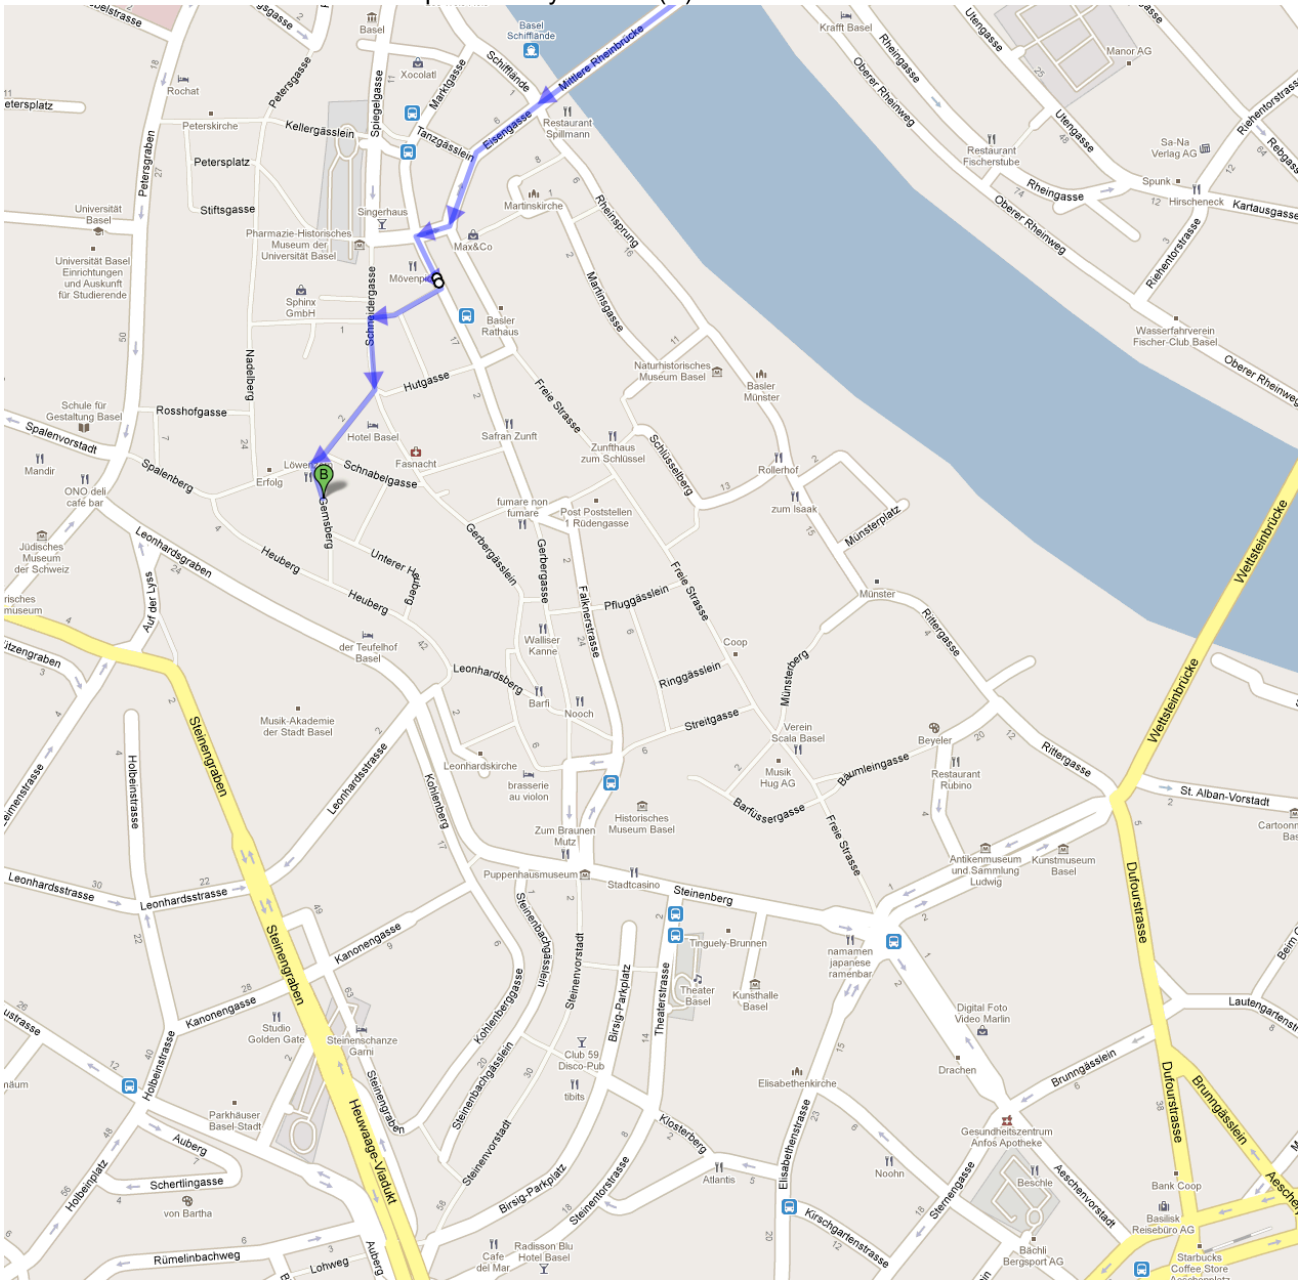 Basel
Basel
Schifflände
Krafft Basel
Utengasse
Manor AG
Petersgasse
Xocolatl
Marktgasse
Schifflände
Mittlere Rheinbrücke
Rheingasse
Oberer Rheinweg
Rochat
Spiegelgasse
Riehentorstrasse
Rebgasse
etersplatz
Peterskirche
Kellergässlein
Tanzgässlein
Eisengasse
Restaurant
Spillmann
Utengasse
Restaurant
Fischerstube
Sa-Na
Verlag AG
Petersgraben
Petersplatz
Stiftsgasse
Singerhaus
Martinskirche
Rheinsprung
Rheingasse
Spunk
Hirscheneck
Kartausgasse
Universität
Basel
Pharmazie-Historisches
Museum der
Universität Basel
Max&Co
Oberer Rheinweg
Riehentorstrasse
Universität Basel
Einrichtungen
und Auskunft
für Studierende
Sphinx
GmbH
Schneidergasse
Martinsgasse
Basler
Rathaus
Wasserfahrverein
Fischer-Club Basel
Oberer Rheinweg
Nadelberg
Hutgasse
Naturhistorisches
Museum Basel
Basler
Münster
Freie Strasse
Schule für
Gestaltung Basel
Rosshofgasse
Spalenvorstadt
Hotel Basel
Safran Zunft
Zunfthaus
zum Schlüssel
Schlüsselberg
Mandir
Spalenberg
Erfolg
Schnabelgasse
Fasnacht
Rollerhof
ONO deli
café bar
B
Gemsberg
fumare non
fumare
Post Poststellen
1 Rüdengasse
zum Isaak
Münsterplatz
Wettsteinbrücke
Jüdisches
Museum
der Schweiz
Leonhardsgraben
Heuberg
Unterer Heuberg
Gerbergässlein
Gerbergasse
Falknerstrasse
Freie Strasse
Pfluggässlein
Münster
Rittergasse
Auf der Lyss
Heuberg
der Teufelhof
Basel
Walliser
Kanne
Coop
Leonhardsberg
Ringgässlein
Münsterberg
Barfi
Nooch
Streitgasse
Verein
Scala Basel
Beyeler
Wettsteinbrücke
Steinengraben
Musik-Akademie
der Stadt Basel
Leonhardskirche
Rittergasse
Holbeinstrasse
Leonhardsstrasse
Kohlenberg
brasserie
au violon
Musik
Hug AG
Bäumleingasse
Restaurant
Rubino
St. Alban-Vorstadt
Historisches
Museum Basel
Barfüssergasse
Freie Strasse
Zum Braunen
Mutz
Antikenmuseum
und Sammlung
Ludwig
Kunstmuseum
Basel
Puppenhausmuseum
Stadtcasino
Steinenberg
Dufourstrasse
Leonhardsstrasse
Leonhardsstrasse
Steinengraben
Kanonengasse
Steinenbachgässlein
Tinguely-Brunnen
namamen
japanese
ramenbar
Kohlenberggasse
Steinenvorstadt
Birsig-Parkplatz
Theaterstrasse
Theater
Basel
Kunsthalle
Basel
Kanonengasse
Studio
Golden Gate
Steinenschanze
Garni
Digital Foto
Video Marlin
Lautengartenstr
Holbeinstrasse
Club 59
Disco-Pub
tibits
Elisabethenkirche
Drachen
Brunngässlein
Steinengraben
Steinenbachgässlein
Parkhäuser
Basel-Stadt
Heuwaage-Viadukt
Klosterberg
Elisabethenstrasse
Gesundheitszentrum
Anfos Apotheke
Dufourstrasse
Brunngässlein
Auberg
Steinenvorstadt
Noohn
Beschle
Schertlingasse
Atlantis
Sternengasse
Aeschenvorstadt
Bank Coop
Holbeinplatz
von Bartha
Birsig-Parkplatz
Steinentorstrasse
Kirschgartenstrasse
Basilisk
Reisebüro AG
Rümelinbachweg
Lohweg
Auberg
Cafe
del Mar
Radisson Blu
Hotel Basel
Bächli
Bergsport AG
Starbucks
Coffee Store